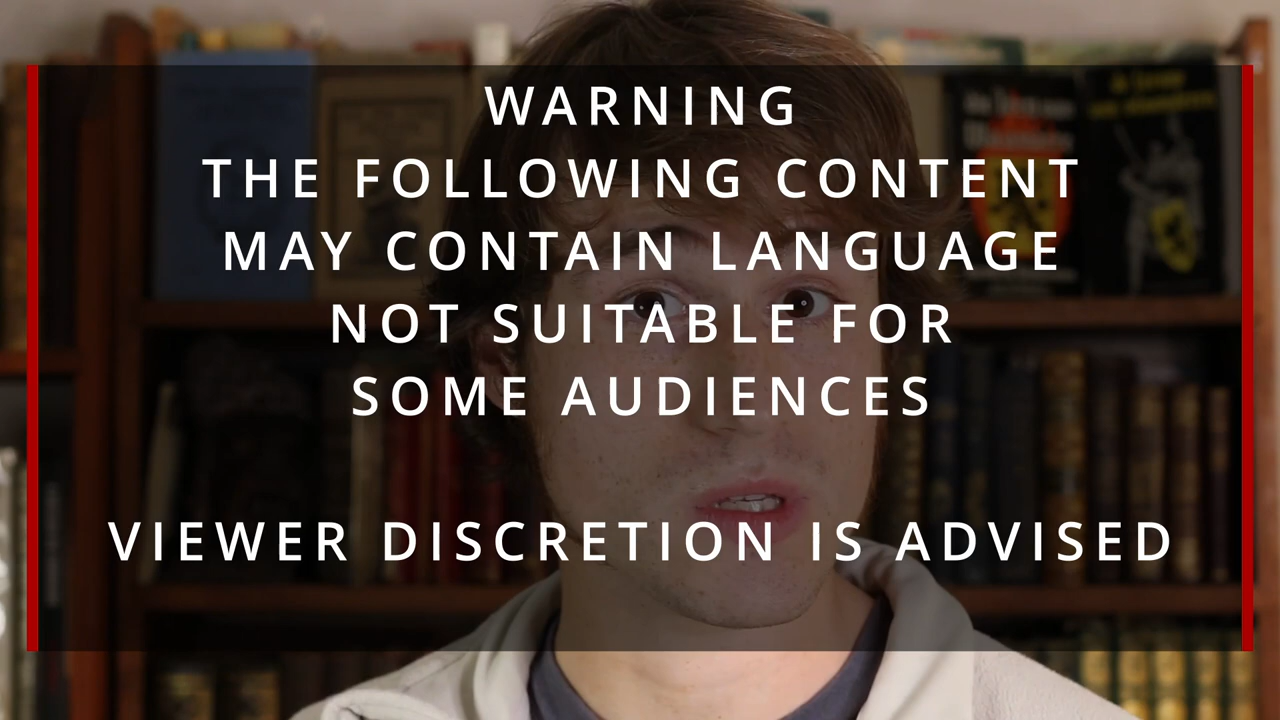 WARNING
THE FOLLOWING CONTENT
MAY CONTAIN LANGUAGE
NOT SUITABLE FOR
SOME AUDIENCES
VIEWER DISCRETION IS ADVISED